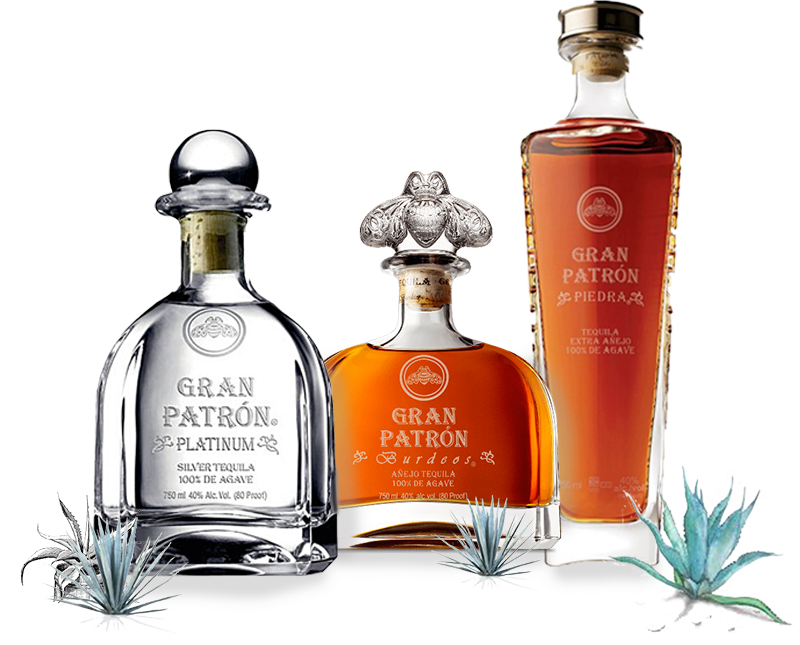 GRAN
PATRÓN®
PLATINUM
SILVER TEQUILA
100% DE AGAVE
750 ml 40% Alc. Vol. (80 Proof)
GRAN
PATRÓN
Burdeos®
AÑEJO TEQUILA
100% DE AGAVE
750 ml 40% alc. vol. (80 Proof)
GRAN
PATRÓN
PIEDRA
TEQUILA
EXTRA AÑEJO
100% DE AGAVE
40%